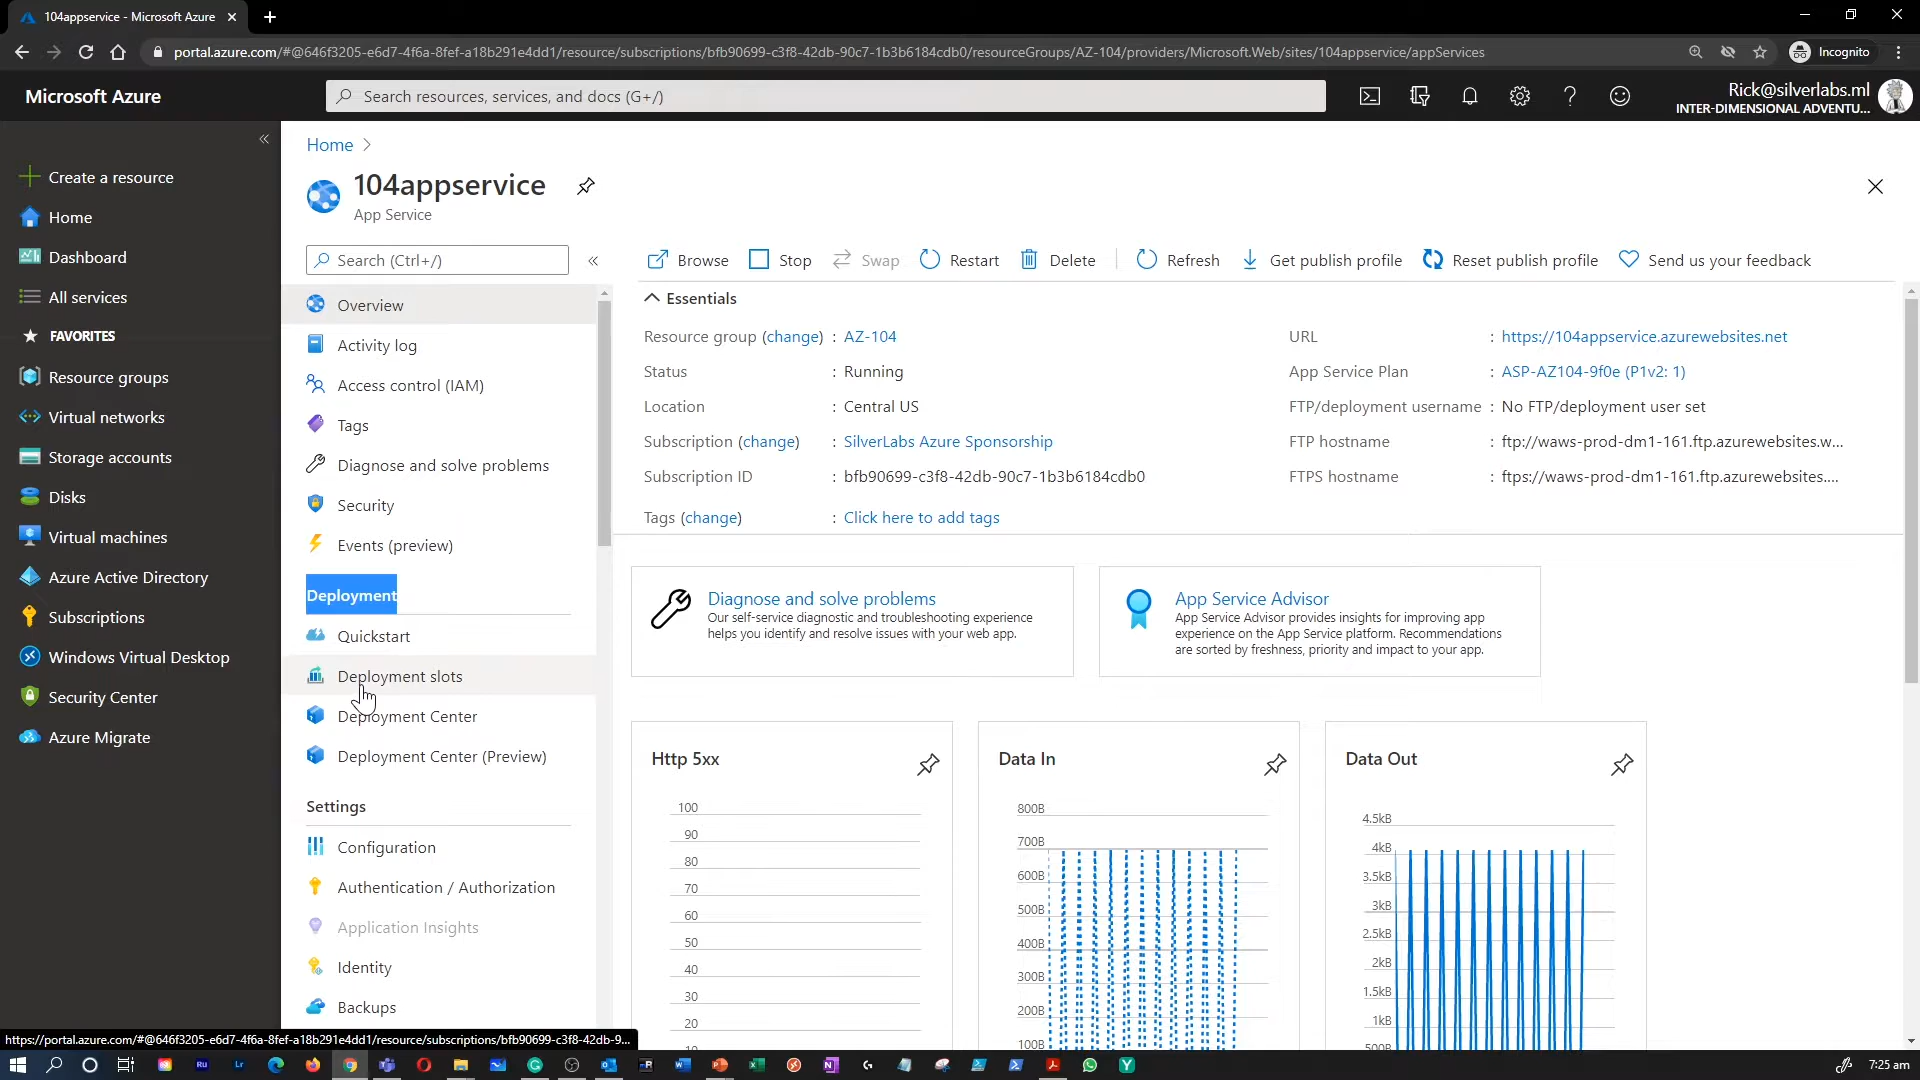 104appservice - Microsoft Azure
portal.azure.com/#@646f3205-e6d7-4f6a-8fef-a18b291e4dd1/resource/subscriptions/bfb90699-c3f8-42db-90c7-1b3b6184cdb0/resourceGroups/AZ-104/providers/Microsoft.Web/sites/104appservice/appServices
Incognito
Microsoft Azure
Search resources, services, and docs (G+/)
Rick@silverlabs.ml
INTER-DIMENSIONAL ADVENTU...
Create a resource
Home
Dashboard
All services
FAVORITES
Resource groups
Virtual networks
Storage accounts
Disks
Virtual machines
Azure Active Directory
Subscriptions
Windows Virtual Desktop
Security Center
Azure Migrate
Home
104appservice
App Service
Search (Ctrl+/)
Overview
Activity log
Access control (IAM)
Tags
Diagnose and solve problems
Security
Events (preview)
Deployment
Quickstart
Deployment slots
Deployment Center
Deployment Center (Preview)
Settings
Configuration
Authentication / Authorization
Application Insights
Identity
Backups
Browse Stop Swap Restart Delete Refresh Get publish profile Reset publish profile Send us your feedback
Essentials
Resource group (change) : AZ-104
Status : Running
Location : Central US
Subscription (change) : SilverLabs Azure Sponsorship
Subscription ID : bfb90699-c3f8-42db-90c7-1b3b6184cdb0
Tags (change) : Click here to add tags
URL : https://104appservice.azurewebsites.net
App Service Plan : ASP-AZ104-9f0e (P1v2: 1)
FTP/deployment username : No FTP/deployment user set
FTP hostname : ftp://waws-prod-dm1-161.ftp.azurewebsites.w...
FTPS hostname : ftps://waws-prod-dm1-161.ftp.azurewebsites....
Diagnose and solve problems
Our self-service diagnostic and troubleshooting experience
helps you identify and resolve issues with your web app.
App Service Advisor
App Service Advisor provides insights for improving app
experience on the App Service platform. Recommendations
are sorted by freshness, priority and impact to your app.
Http 5xx
100
90
80
70
60
50
40
30
20
10
Data In
800B
700B
600B
500B
400B
300B
200B
100B
Data Out
4.5kB
4kB
3.5kB
3kB
2.5kB
2kB
1.5kB
1kB
500B
https://portal.azure.com/#@646f3205-e6d7-4f6a-8fef-a18b291e4dd1/resource/subscriptions/bfb90699-c3f8-42db-9...
Ru
Lr
7:25 am